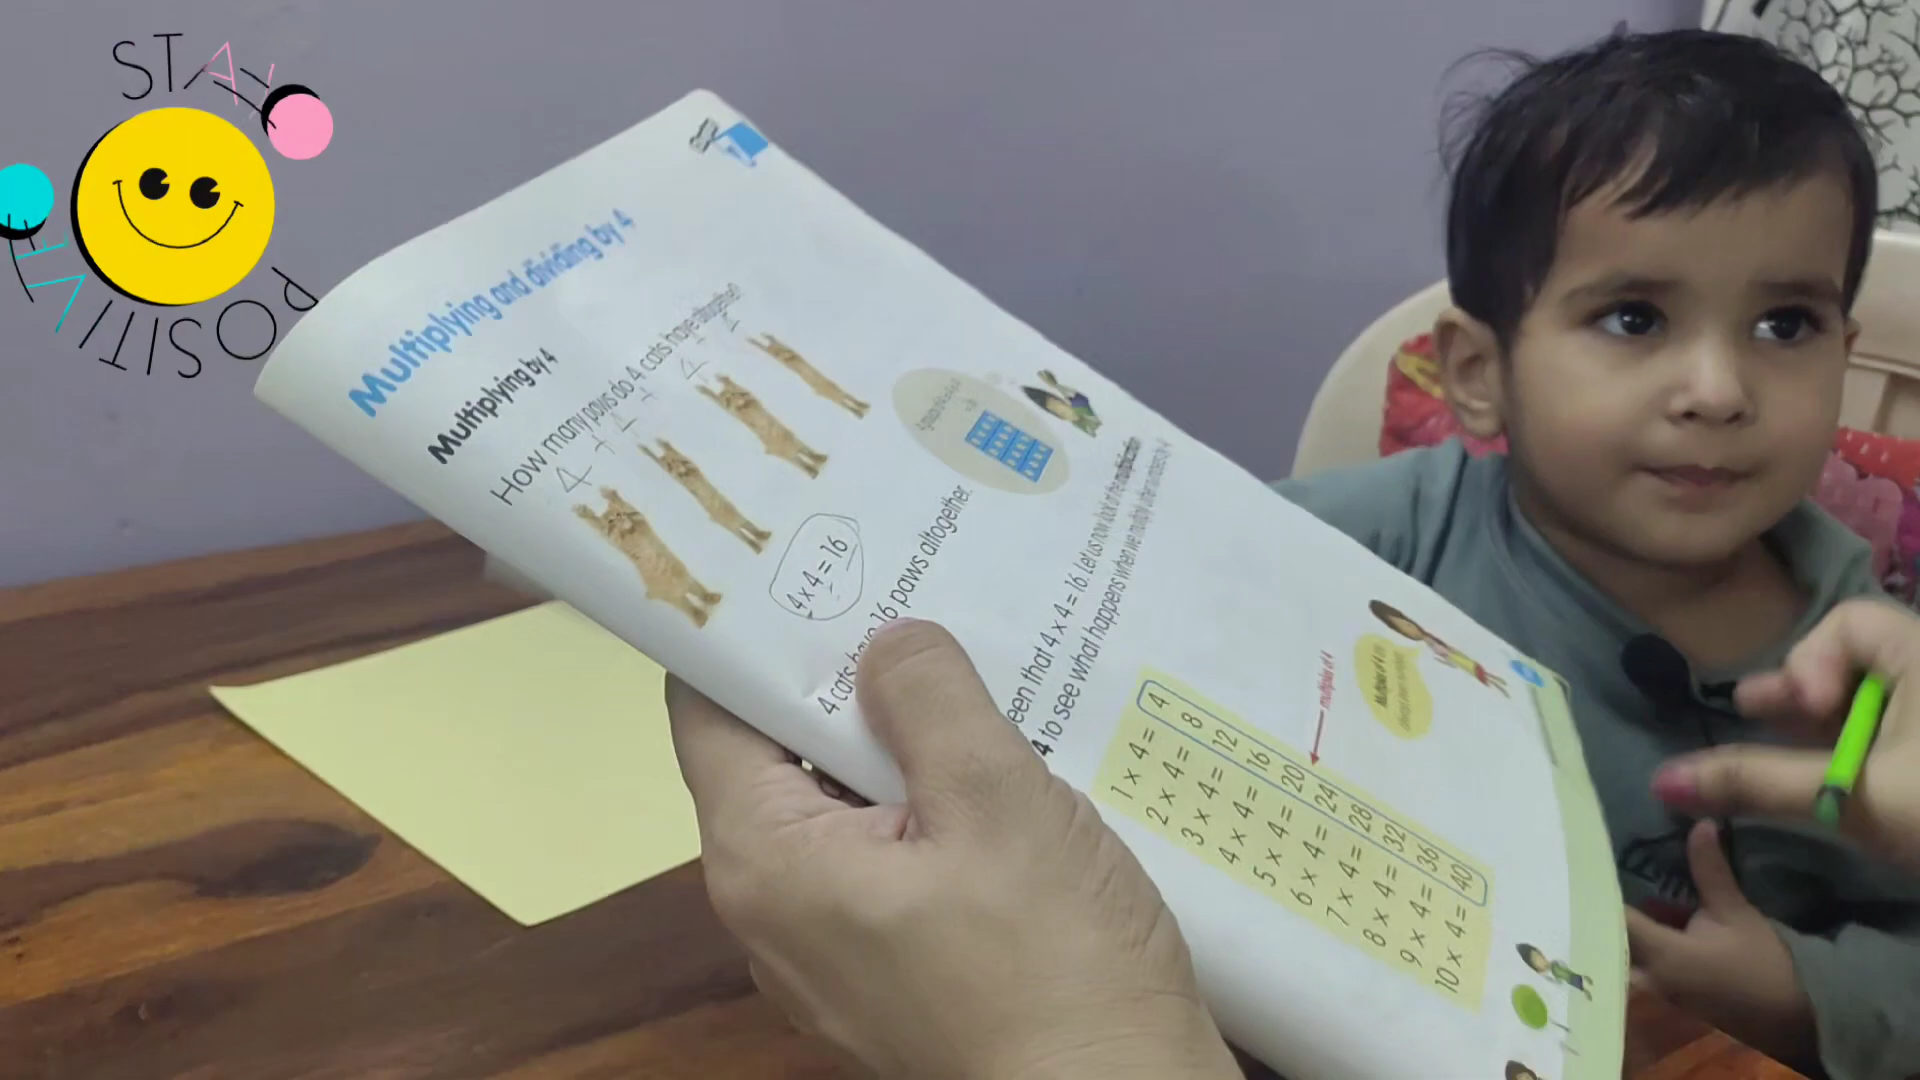 STAY
POSITIVE
Multiplying and dividing by 4
Multiplying by 4
How many paws do 4 cats have altogether?
4 + 4 + 4
4 × 4 = 16
4 cats have 16 paws altogether.
een that 4 × 4 = 16. Let us now look at the multiplication
4 to see what happens when we multiply other numbers by 4
1 × 4 = 4
2 × 4 = 8
3 × 4 = 12
4 × 4 = 16
5 × 4 = 20
6 × 4 = 24
7 × 4 = 28
8 × 4 = 32
9 × 4 = 36
10 × 4 = 40
multiples of 4